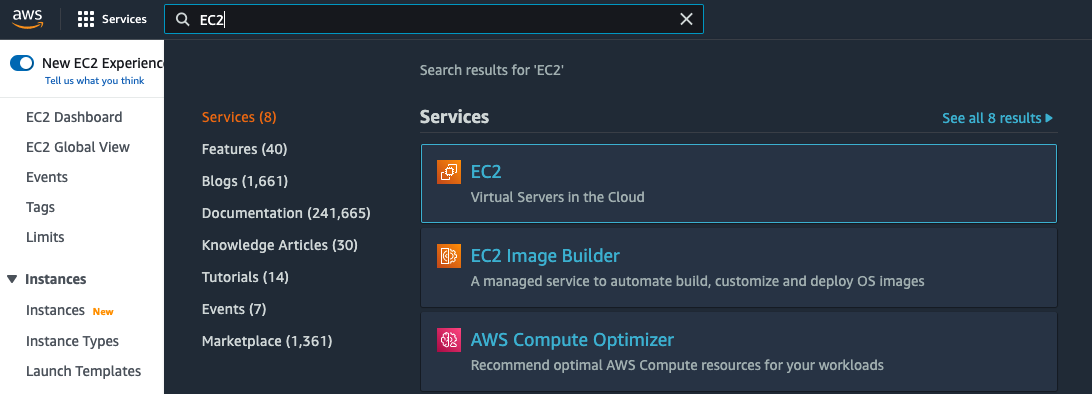 aws
Services
EC2
New EC2 Experienc
Tell us what you think
EC2 Dashboard
EC2 Global View
Events
Tags
Limits
Instances
Instances New
Instance Types
Launch Templates
Search results for 'EC2'
Services (8)
Features (40)
Blogs (1,661)
Documentation (241,665)
Knowledge Articles (30)
Tutorials (14)
Events (7)
Marketplace (1,361)
Services
See all 8 results
EC2
Virtual Servers in the Cloud
EC2 Image Builder
A managed service to automate build, customize and deploy OS images
AWS Compute Optimizer
Recommend optimal AWS Compute resources for your workloads